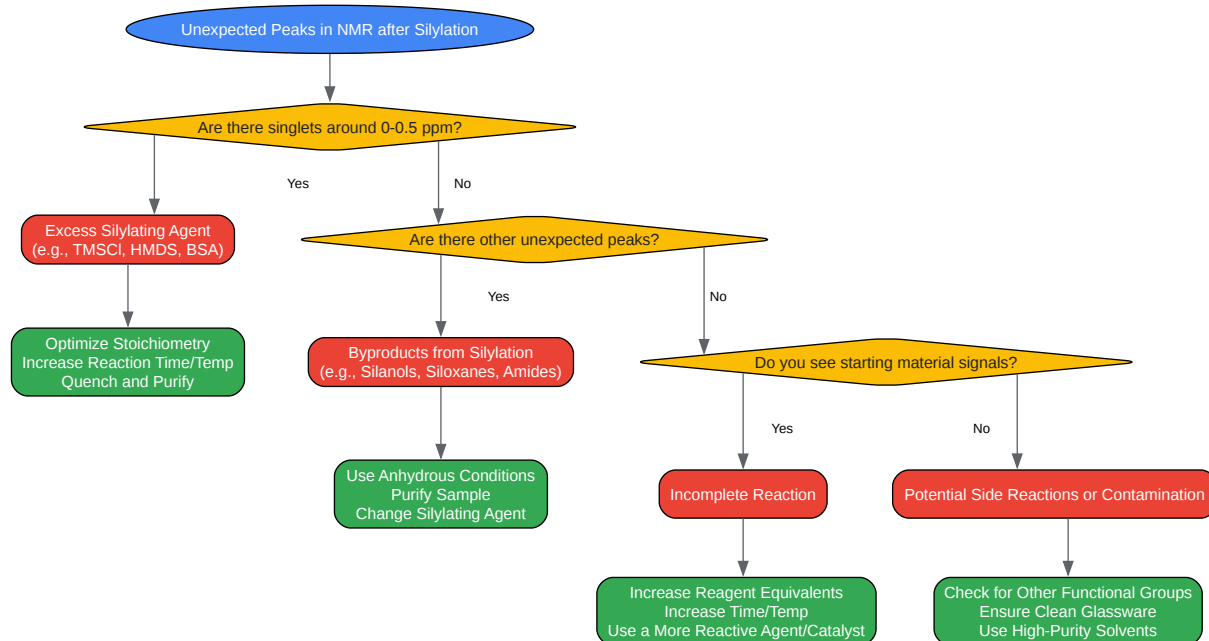 Unexpected Peaks in NMR after Silylation
Are there singlets around 0-0.5 ppm?
Yes
No
Excess Silylating Agent
(e.g., TMSCl, HMDS, BSA)
Are there other unexpected peaks?
Yes
No
Optimize Stoichiometry
Increase Reaction Time/Temp
Quench and Purify
Byproducts from Silylation
(e.g., Silanols, Siloxanes, Amides)
Do you see starting material signals?
Yes
No
Use Anhydrous Conditions
Purify Sample
Change Silylating Agent
Incomplete Reaction
Potential Side Reactions or Contamination
Increase Reagent Equivalents
Increase Time/Temp
Use a More Reactive Agent/Catalyst
Check for Other Functional Groups
Ensure Clean Glassware
Use High-Purity Solvents